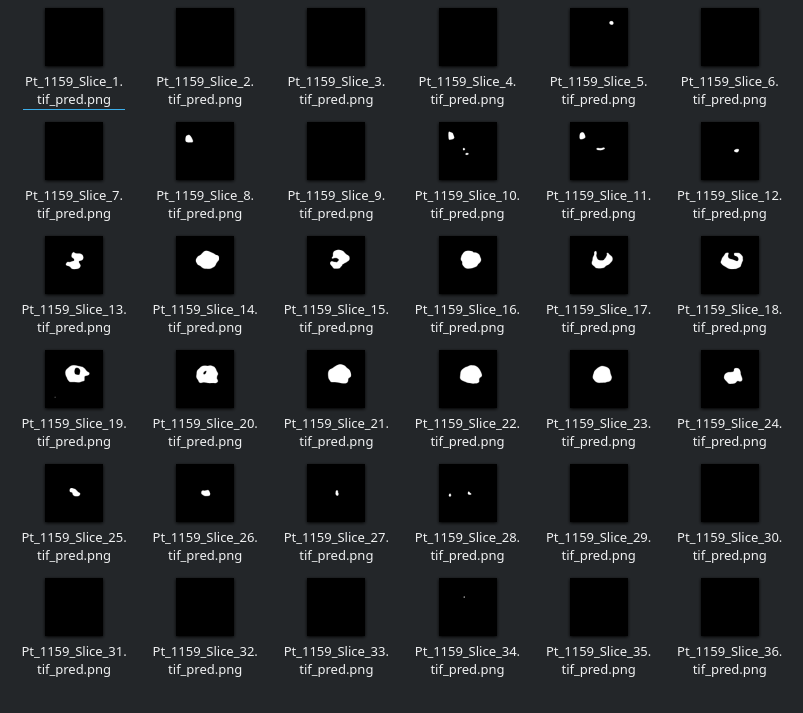 Pt_1159_Slice_1.
tif_pred.png
Pt_1159_Slice_2.
tif_pred.png
Pt_1159_Slice_3.
tif_pred.png
Pt_1159_Slice_4.
tif_pred.png
Pt_1159_Slice_5.
tif_pred.png
Pt_1159_Slice_6.
tif_pred.png
Pt_1159_Slice_7.
tif_pred.png
Pt_1159_Slice_8.
tif_pred.png
Pt_1159_Slice_9.
tif_pred.png
Pt_1159_Slice_10.
tif_pred.png
Pt_1159_Slice_11.
tif_pred.png
Pt_1159_Slice_12.
tif_pred.png
Pt_1159_Slice_13.
tif_pred.png
Pt_1159_Slice_14.
tif_pred.png
Pt_1159_Slice_15.
tif_pred.png
Pt_1159_Slice_16.
tif_pred.png
Pt_1159_Slice_17.
tif_pred.png
Pt_1159_Slice_18.
tif_pred.png
Pt_1159_Slice_19.
tif_pred.png
Pt_1159_Slice_20.
tif_pred.png
Pt_1159_Slice_21.
tif_pred.png
Pt_1159_Slice_22.
tif_pred.png
Pt_1159_Slice_23.
tif_pred.png
Pt_1159_Slice_24.
tif_pred.png
Pt_1159_Slice_25.
tif_pred.png
Pt_1159_Slice_26.
tif_pred.png
Pt_1159_Slice_27.
tif_pred.png
Pt_1159_Slice_28.
tif_pred.png
Pt_1159_Slice_29.
tif_pred.png
Pt_1159_Slice_30.
tif_pred.png
Pt_1159_Slice_31.
tif_pred.png
Pt_1159_Slice_32.
tif_pred.png
Pt_1159_Slice_33.
tif_pred.png
Pt_1159_Slice_34.
tif_pred.png
Pt_1159_Slice_35.
tif_pred.png
Pt_1159_Slice_36.
tif_pred.png